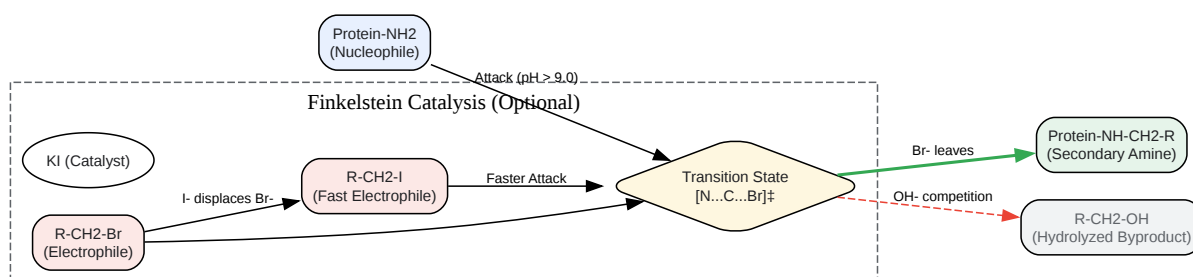 Protein-NH2
(Nucleophile)
Attack (pH > 9.0)
Finkelstein Catalysis (Optional)
KI (Catalyst)
I- displaces Br-
R-CH2-I
(Fast Electrophile)
Faster Attack
R-CH2-Br
(Electrophile)
Transition State
[N...C...Br]‡
Br- leaves
Protein-NH-CH2-R
(Secondary Amine)
OH- competition
R-CH2-OH
(Hydrolyzed Byproduct)